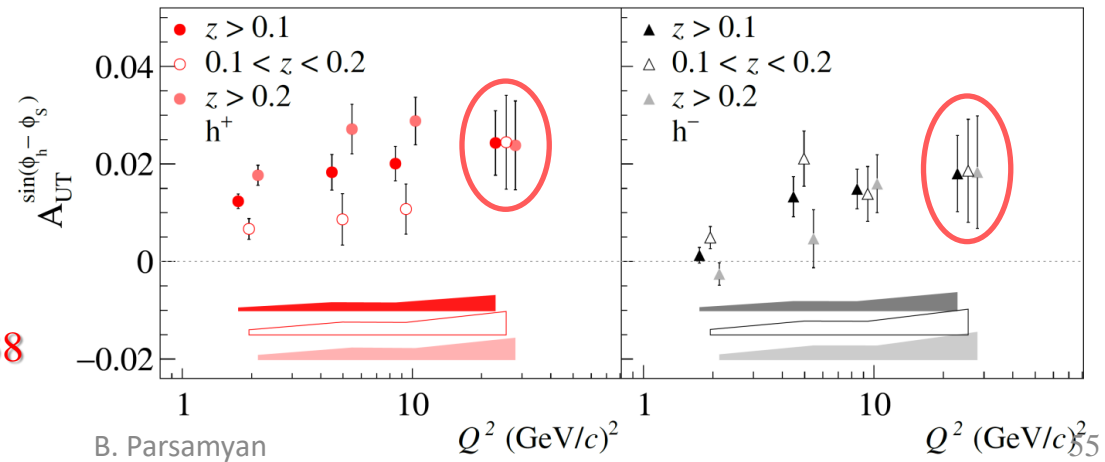 z > 0.1
0.1 < z < 0.2
z > 0.2
h⁺
z > 0.1
0.1 < z < 0.2
z > 0.2
h⁻
A_UT^sin(ϕ_h − ϕ_S)
0.04
0.02
0
−0.02
8
1
10
1
10
Q² (GeV/c)²
Q² (GeV/c)²
B. Parsamyan
55